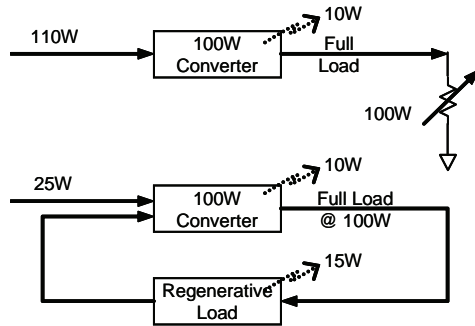 10W
110W
100W
Converter
Full
Load
100W
10W
25W
100W
Converter
Full Load
@ 100W
15W
Regenerative
Load